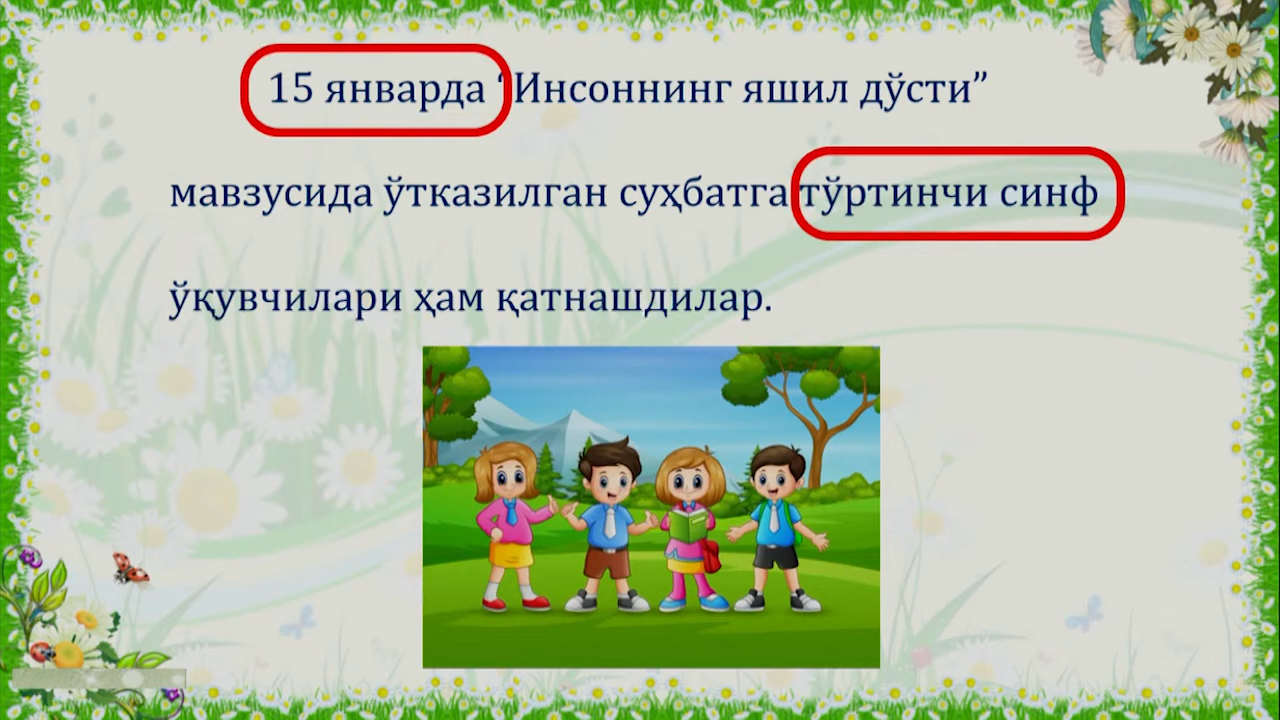 15 январда “Инсоннинг яшил дўсти”
мавзусида ўтказилган суҳбатга тўртинчи синф
ўқувчилари ҳам қатнашдилар.